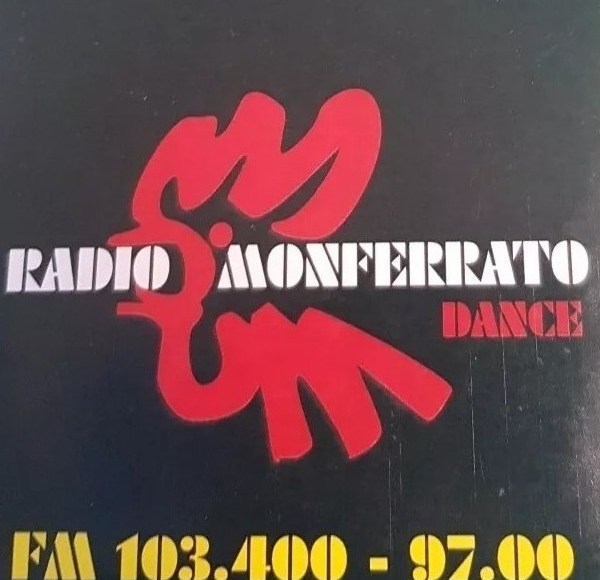 RADIO MONFERRATO
DANCE
FM 103.400 - 97.00